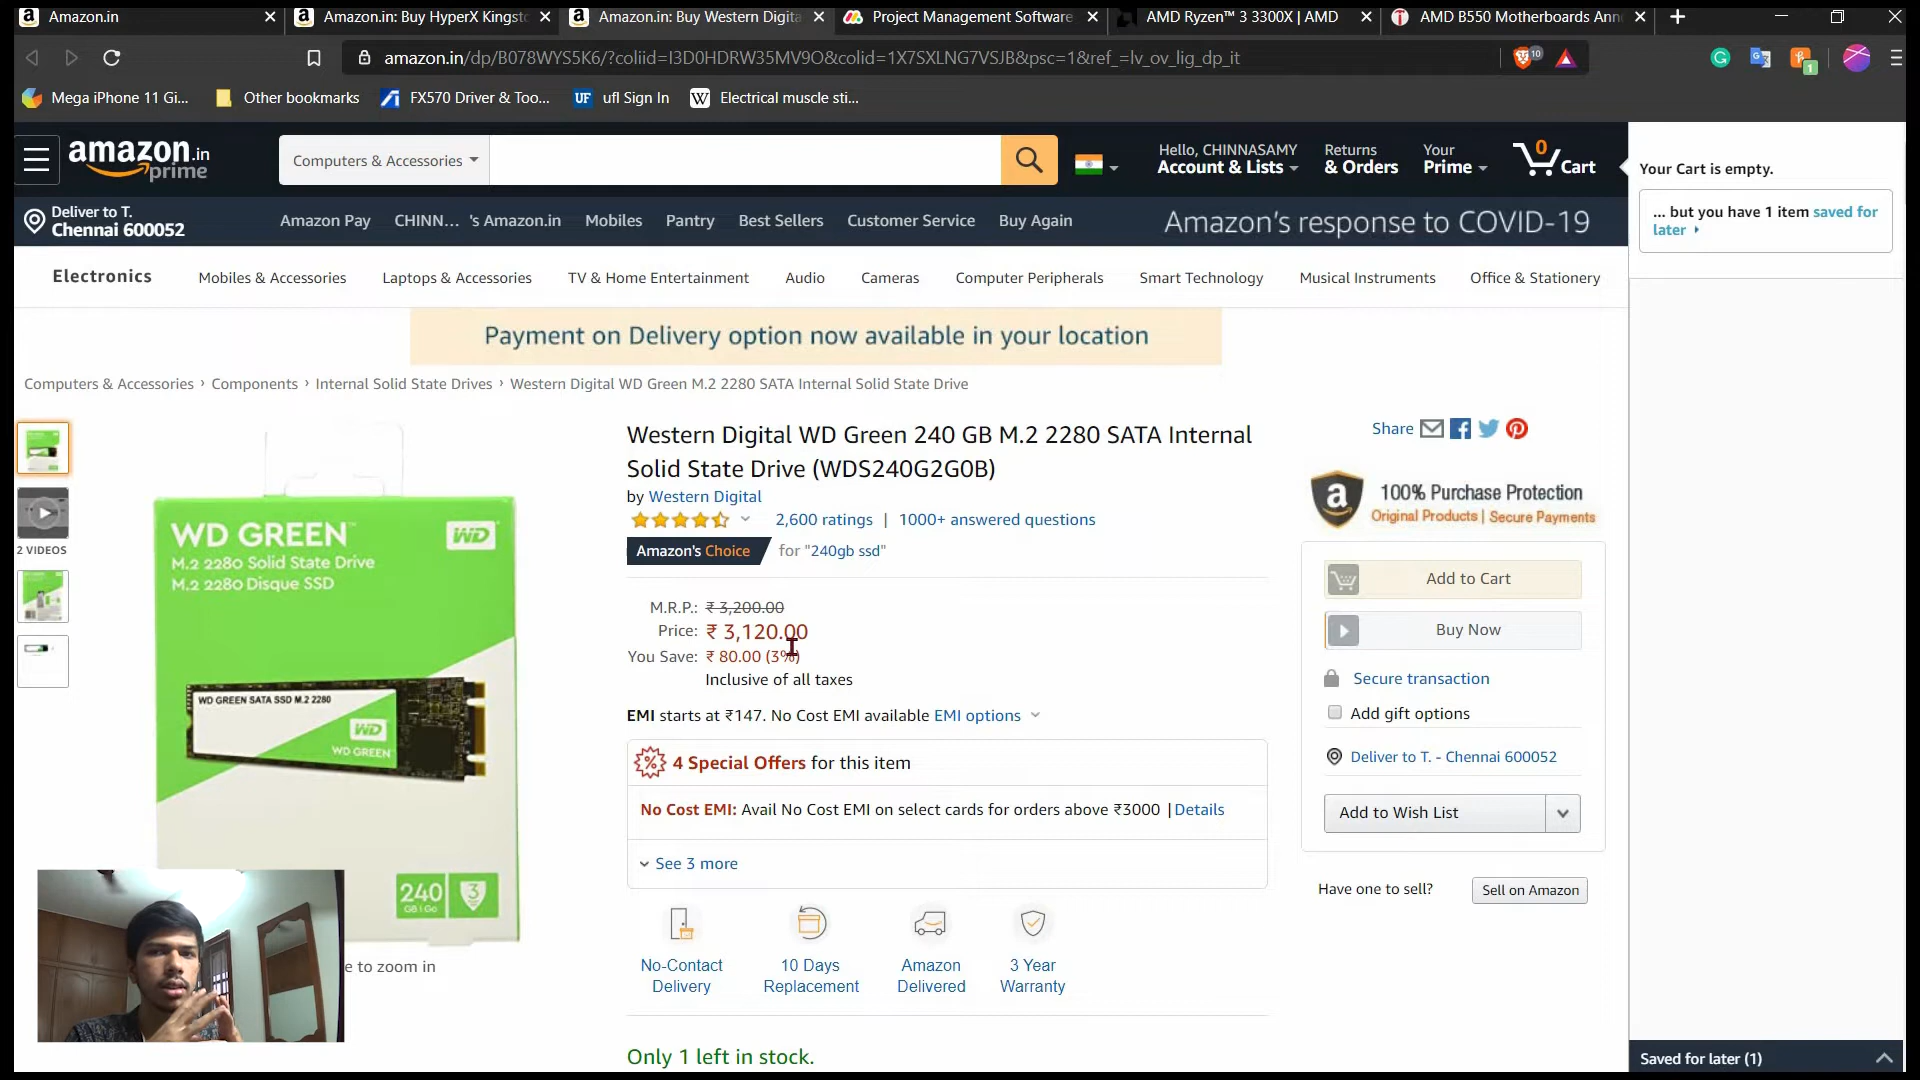 Amazon.in
Amazon.in: Buy HyperX Kingsto
Amazon.in: Buy Western Digita
Project Management Software
AMD Ryzen™ 3 3300X | AMD
AMD B550 Motherboards Ann
amazon.in/dp/B078WYS5K6/?coliid=I3D0HDRW35MV9O&colid=1X7SXLNG7VSJB&psc=1&ref_=lv_ov_lig_dp_it
10
1
Mega iPhone 11 Gi...
Other bookmarks
FX570 Driver & Too...
UF ufl Sign In
W Electrical muscle sti...
amazon.in
prime
Computers & Accessories
Hello, CHINNASAMY
Account & Lists
Returns
& Orders
Your
Prime
0
Cart
Your Cart is empty.
... but you have 1 item saved for
later
Deliver to T.
Chennai 600052
Amazon Pay
CHINN... 's Amazon.in
Mobiles
Pantry
Best Sellers
Customer Service
Buy Again
Amazon's response to COVID-19
Electronics
Mobiles & Accessories
Laptops & Accessories
TV & Home Entertainment
Audio
Cameras
Computer Peripherals
Smart Technology
Musical Instruments
Office & Stationery
Payment on Delivery option now available in your location
Computers & Accessories › Components › Internal Solid State Drives › Western Digital WD Green M.2 2280 SATA Internal Solid State Drive
2 VIDEOS
WD GREEN™
WD
M.2 2280 Solid State Drive
M.2 2280 Disque SSD
WD GREEN SATA SSD M.2 2280
WD
WD GREEN
240
GB | Go
3
e to zoom in
Western Digital WD Green 240 GB M.2 2280 SATA Internal
Solid State Drive (WDS240G2G0B)
by Western Digital
2,600 ratings | 1000+ answered questions
Amazon's Choice for "240gb ssd"
M.R.P.: ₹ 3,200.00
Price: ₹ 3,120.00
You Save: ₹ 80.00 (3%)
Inclusive of all taxes
EMI starts at ₹147. No Cost EMI available EMI options
4 Special Offers for this item
No Cost EMI: Avail No Cost EMI on select cards for orders above ₹3000 | Details
See 3 more
No-Contact
Delivery
10 Days
Replacement
Amazon
Delivered
3 Year
Warranty
Only 1 left in stock.
Share
100% Purchase Protection
Original Products | Secure Payments
Add to Cart
Buy Now
Secure transaction
Add gift options
Deliver to T. - Chennai 600052
Add to Wish List
Have one to sell?
Sell on Amazon
Saved for later (1)